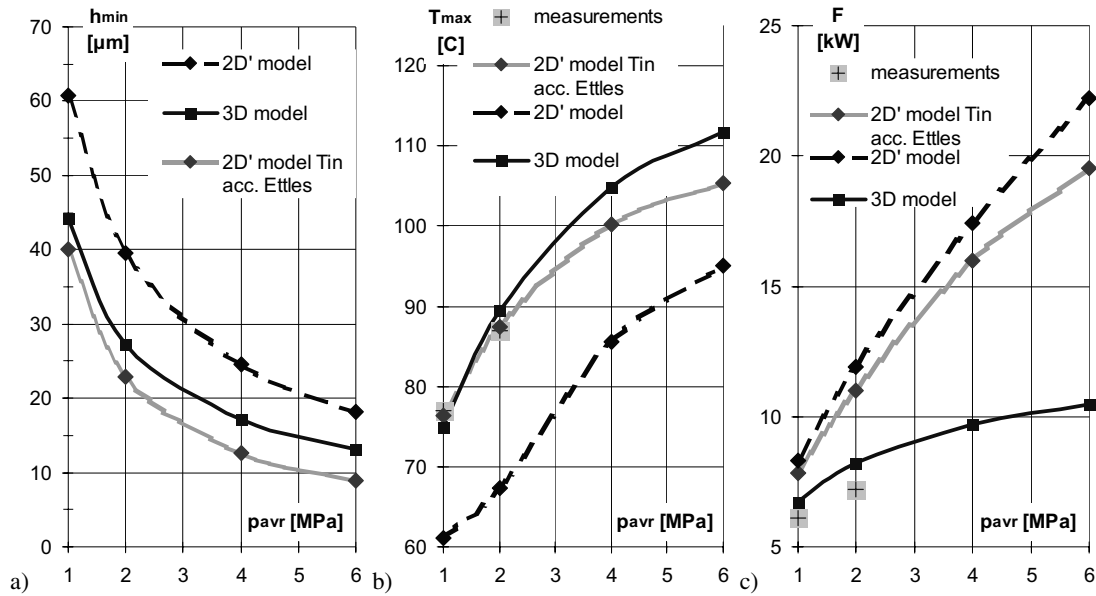 hmin
[µm]
70
60
50
40
30
20
10
0
2D' model
3D model
2D' model Tin
acc. Ettles
pavr [MPa]
1 2 3 4 5 6
a)
Tmax
[C]
120
110
100
90
80
70
60
measurements
2D' model Tin
acc. Ettles
2D' model
3D model
pavr [MPa]
1 2 3 4 5 6
b)
F
[kW]
25
20
15
10
5
measurements
2D' model Tin
acc. Ettles
2D' model
3D model
pavr [MPa]
1 2 3 4 5 6
c)